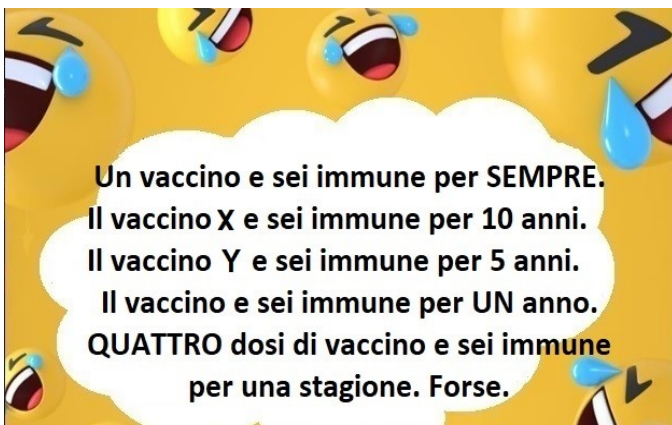 Un vaccino e sei immune per SEMPRE.
Il vaccino X e sei immune per 10 anni.
Il vaccino Y e sei immune per 5 anni.
Il vaccino e sei immune per UN anno.
QUATTRO dosi di vaccino e sei immune
per una stagione. Forse.